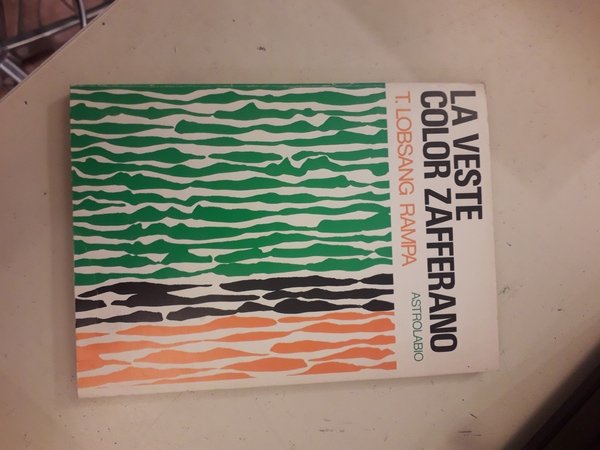 LA VESTE
COLOR ZAFFERANO
T. LOBSANG RAMPA
ASTROLABIO